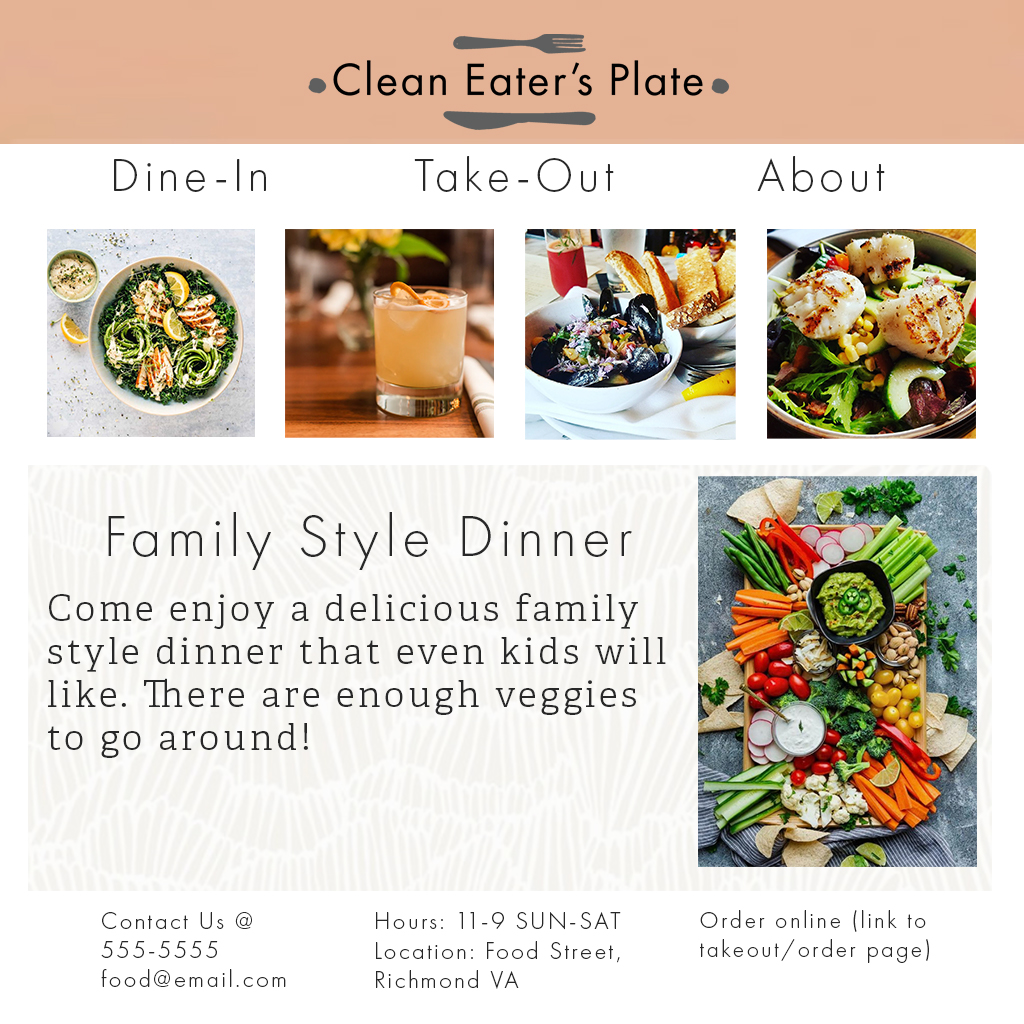 Clean Eater’s Plate
Dine-In
Take-Out
About
Family Style Dinner
Come enjoy a delicious family
style dinner that even kids will
like. There are enough veggies
to go around!
Contact Us @
555-5555
food@email.com
Hours: 11-9 SUN-SAT
Location: Food Street,
Richmond VA
Order online (link to
takeout/order page)